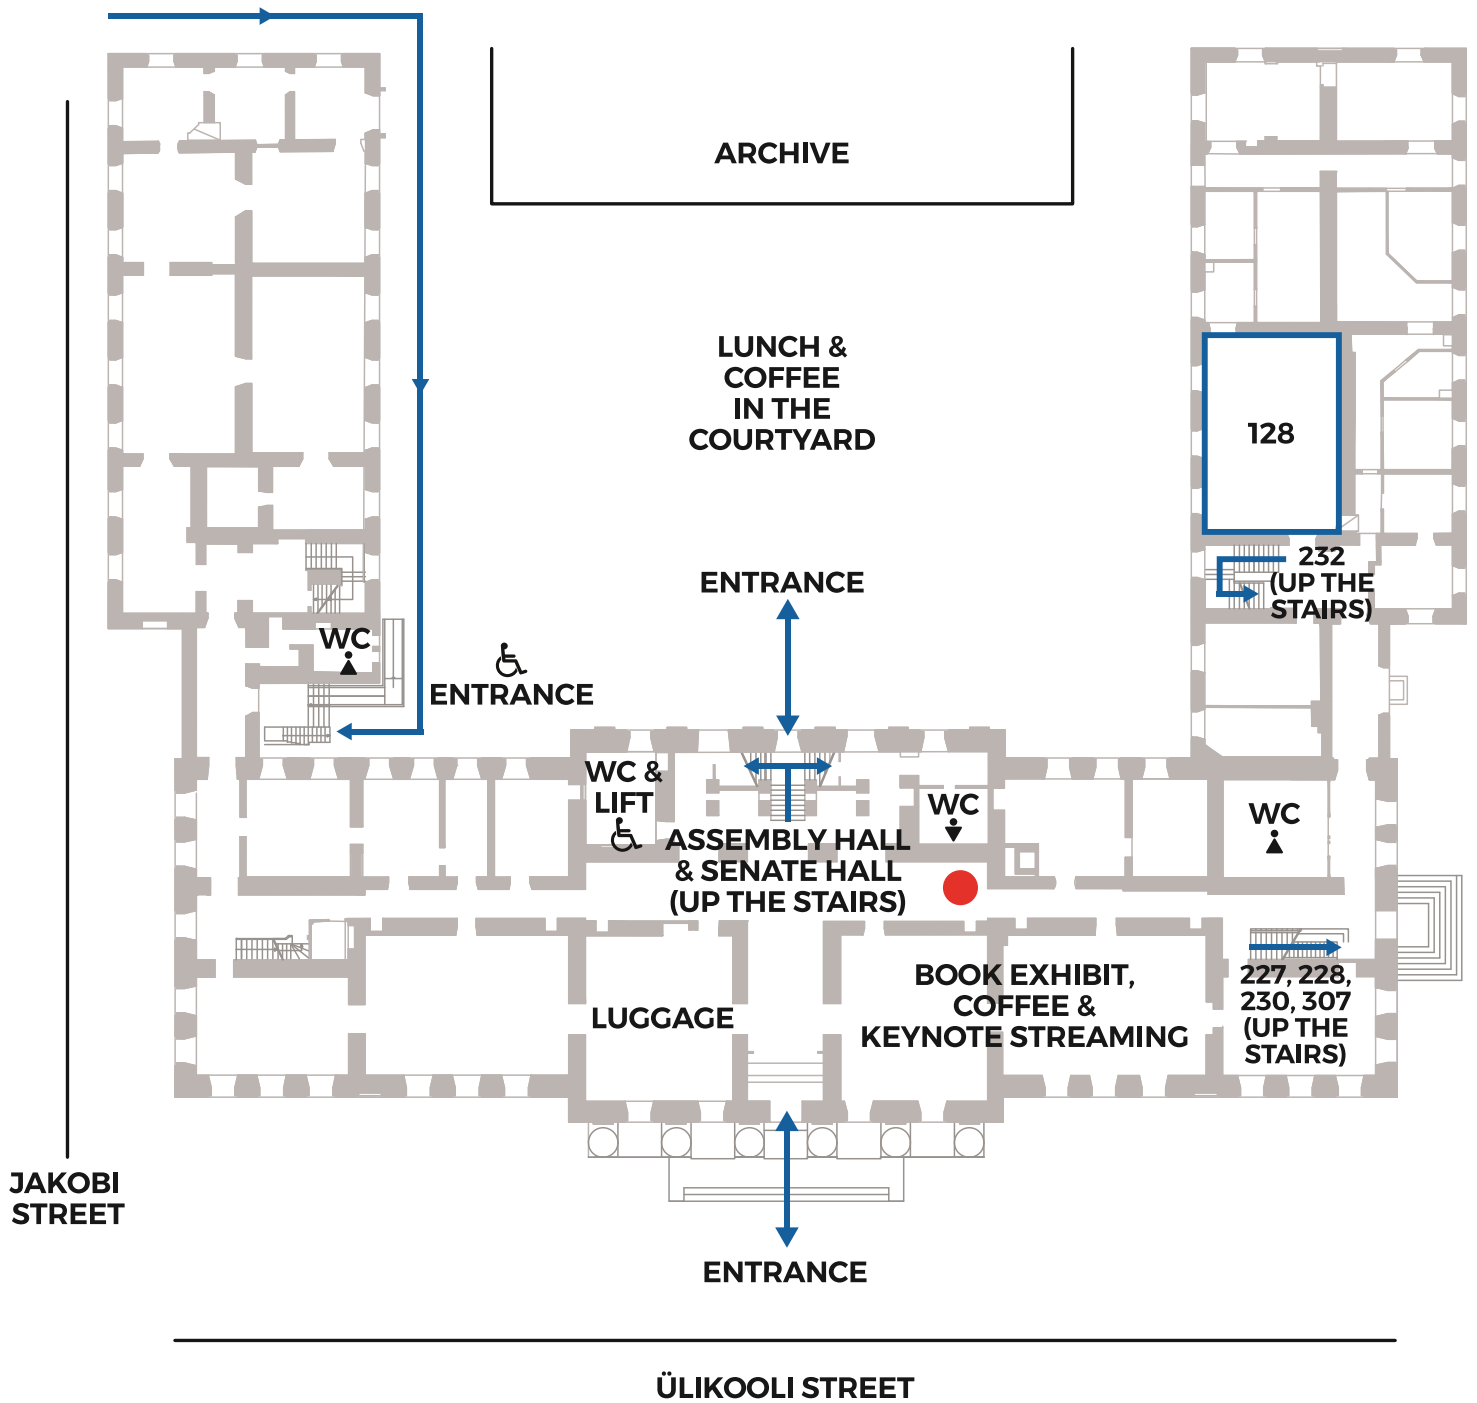 ARCHIVE
LUNCH &
COFFEE
IN THE
COURTYARD
128
232
(UP THE
STAIRS)
ENTRANCE
WC
ENTRANCE
WC &
LIFT
WC
WC
ASSEMBLY HALL
& SENATE HALL
(UP THE STAIRS)
LUGGAGE
BOOK EXHIBIT,
COFFEE &
KEYNOTE STREAMING
227, 228,
230, 307
(UP THE
STAIRS)
JAKOBI
STREET
ENTRANCE
ÜLIKOOLI STREET